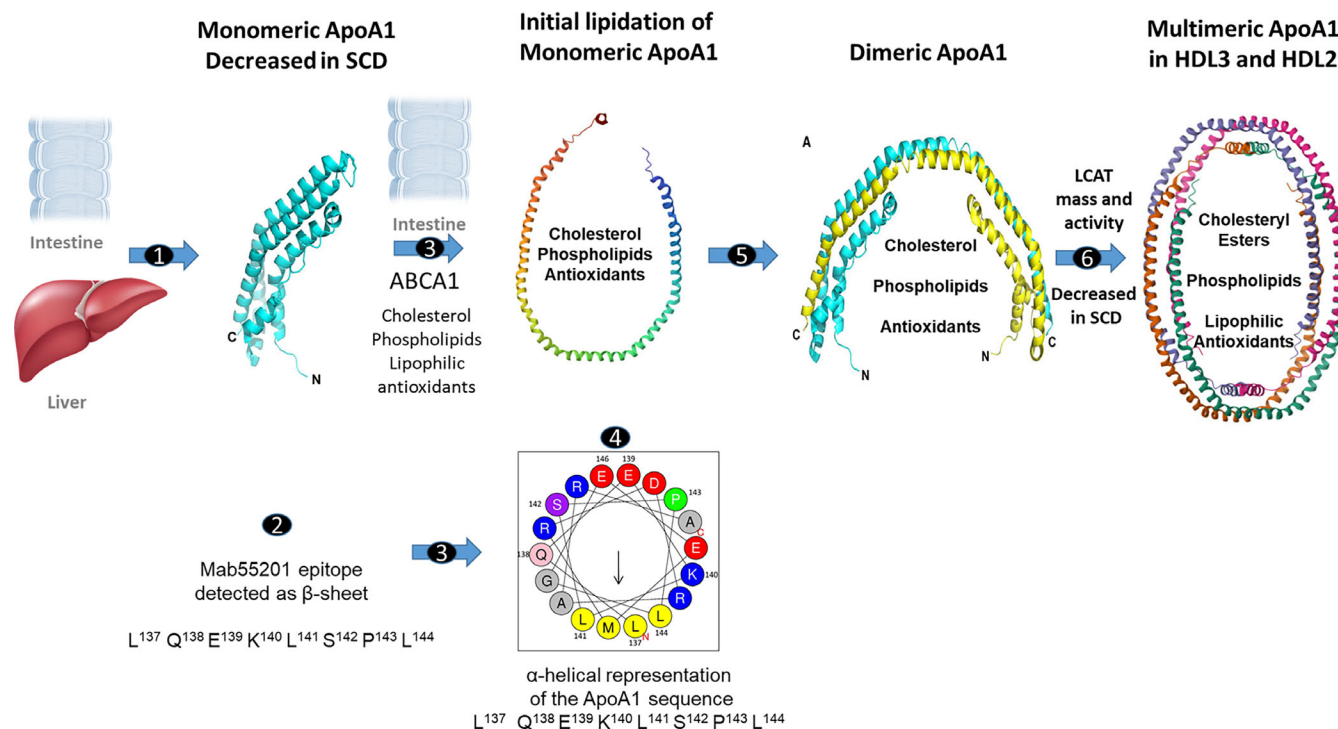 Monomeric ApoA1
Decreased in SCD
Initial lipidation of
Monomeric ApoA1
Dimeric ApoA1
Multimeric ApoA1
in HDL3 and HDL2
Intestine
Liver
1
C
N
Intestine
3
ABCA1
Cholesterol
Phospholipids
Lipophilic
antioxidants
Cholesterol
Phospholipids
Antioxidants
5
A
Cholesterol
Phospholipids
Antioxidants
C
N
N
C
LCAT
mass and
activity
6
Decreased
in SCD
Cholesteryl
Esters
Phospholipids
Lipophilic
Antioxidants
2
Mab55201 epitope
detected as β-sheet
L¹³⁷ Q¹³⁸ E¹³⁹ K¹⁴⁰ L¹⁴¹ S¹⁴² P¹⁴³ L¹⁴⁴
3
4
146 139
R E E D
142 S P 143
R A C
138 Q E
G K 140
A R
L M L N L
141 137 144
α-helical representation
of the ApoA1 sequence
L¹³⁷ Q¹³⁸ E¹³⁹ K¹⁴⁰ L¹⁴¹ S¹⁴² P¹⁴³ L¹⁴⁴